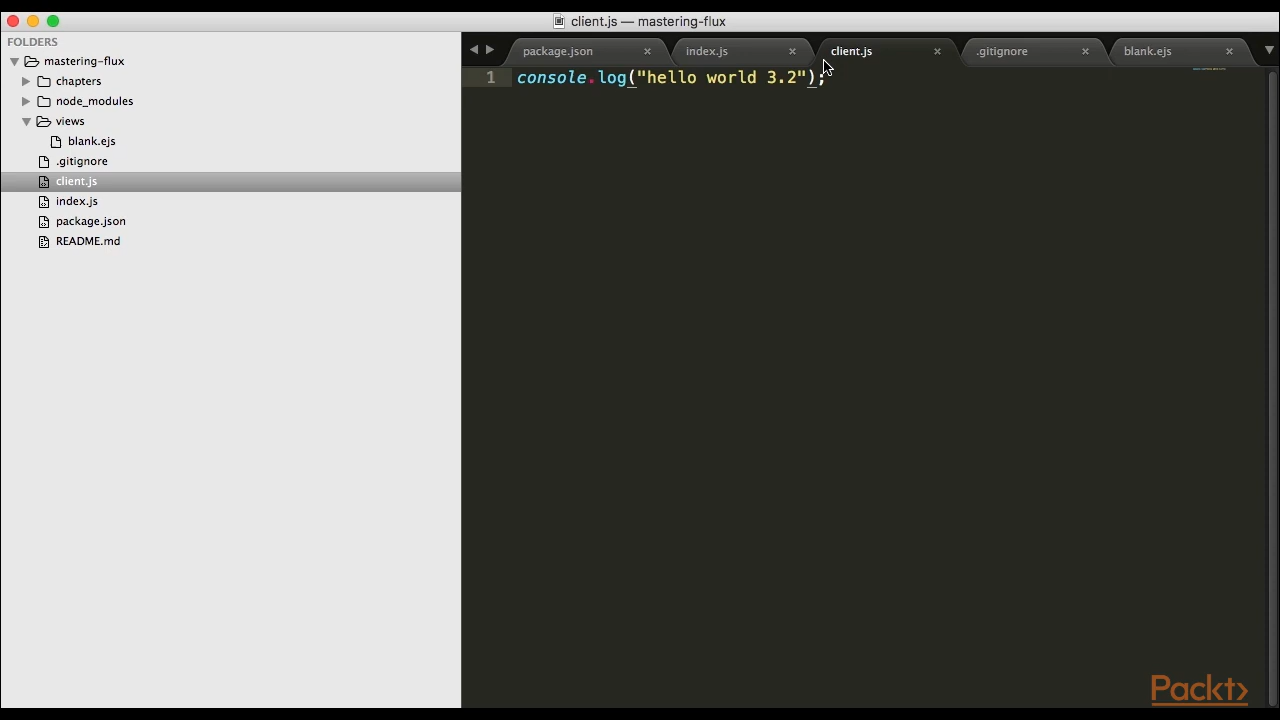 client.js — mastering-flux
FOLDERS
mastering-flux
chapters
node_modules
views
blank.ejs
.gitignore
client.js
index.js
package.json
README.md
package.json
index.js
client.js
.gitignore
blank.ejs
1 console.log("hello world 3.2");
Packt